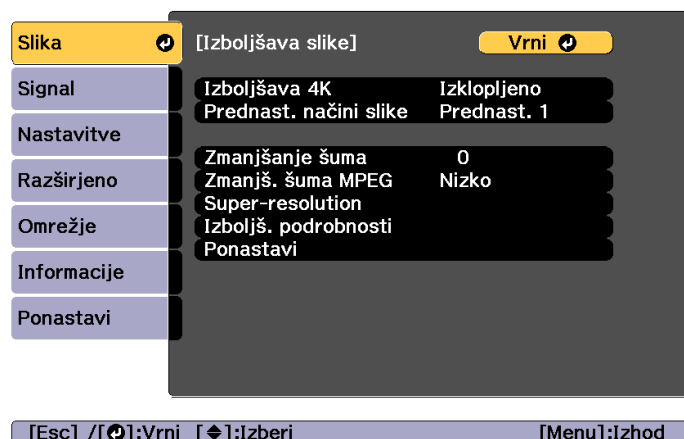 Slika
Signal
Nastavitve
Razširjeno
Omrežje
Informacije
Ponastavi
[Izboljšava slike] Vrni
Izboljšava 4K Izklopljeno
Prednast. načini slike Prednast. 1
Zmanjšanje šuma 0
Zmanjš. šuma MPEG Nizko
Super-resolution
Izboljš. podrobnosti
Ponastavi
[Esc] /[ ]:Vrni [ ]:Izberi [Menu]:Izhod